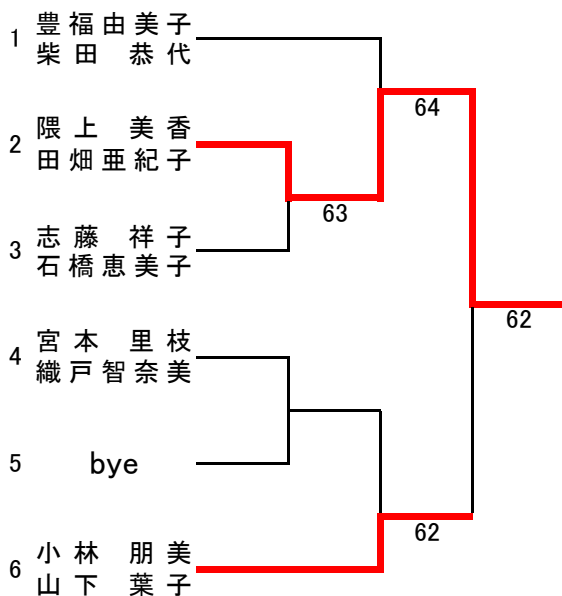 1 豊福由美子
柴田 恭代
2 隈上 美香
田畑亜紀子
3 志藤 祥子
石橋恵美子
4 宮本 里枝
織戸智奈美
5 bye
6 小林 朋美
山下 葉子
64
63
62
62